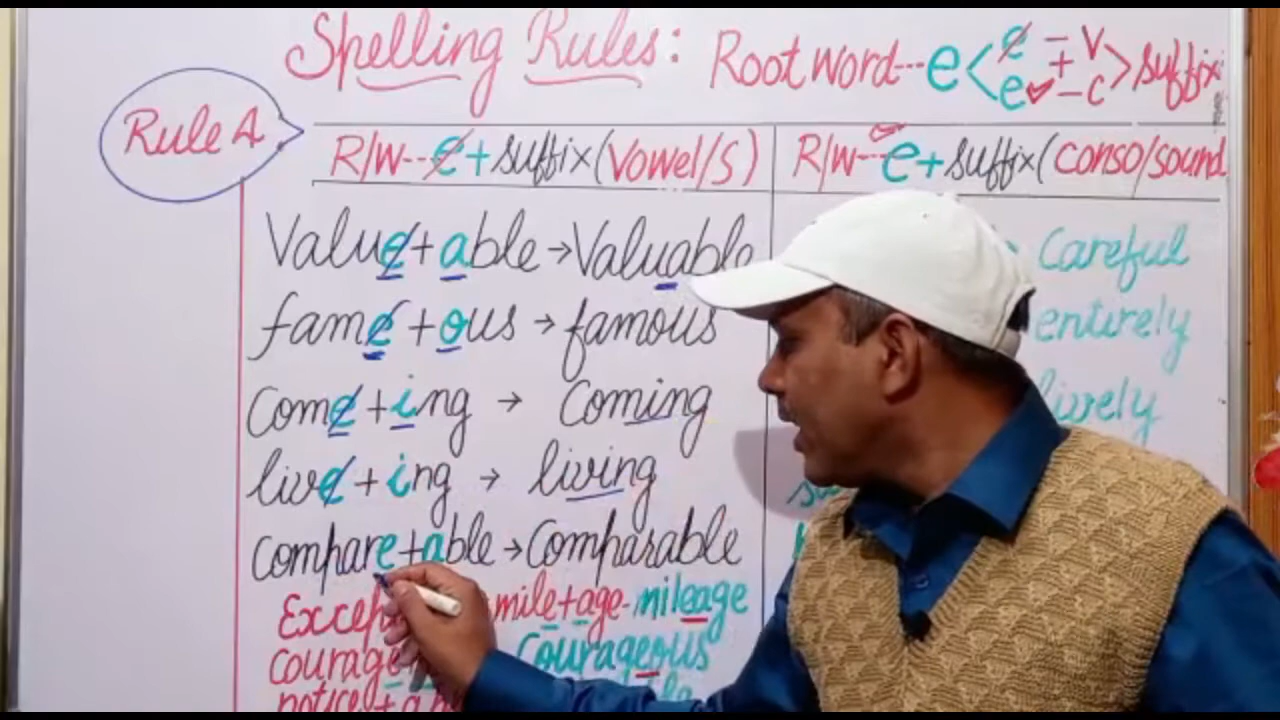 Spelling Rules: Root word---e< e + v > suffix
e - c
Rule 4
R/w--e+suffix(Vowel/S)
R/w--e+suffix(Conso/sound
Value+able→Valuable
fame+ous→famous
Come+ing → Coming
live+ing → living
Compare+able→Comparable
Careful
entirely
lively
mile+age-mileage
courage
Courageous